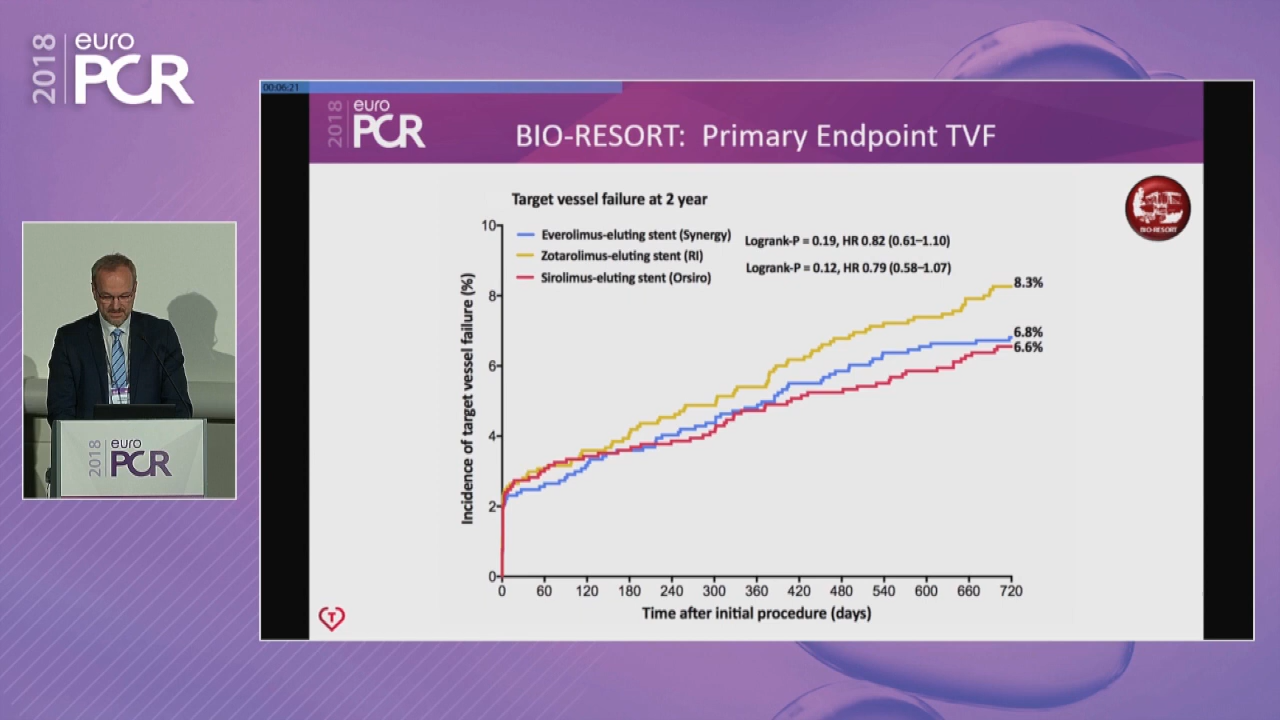 2018
euro
PCR
00:06:21
2018
euro
PCR
BIO-RESORT: Primary Endpoint TVF
BIO-RESORT
Target vessel failure at 2 year
Everolimus-eluting stent (Synergy)
Logrank-P = 0.19, HR 0.82 (0.61–1.10)
Zotarolimus-eluting stent (RI)
Logrank-P = 0.12, HR 0.79 (0.58–1.07)
Sirolimus-eluting stent (Orsiro)
Incidence of target vessel failure (%)
10
8
6
4
2
0
8.3%
6.8%
6.6%
0 60 120 180 240 300 360 420 480 540 600 660 720
Time after initial procedure (days)
T
2018
euro
PCR